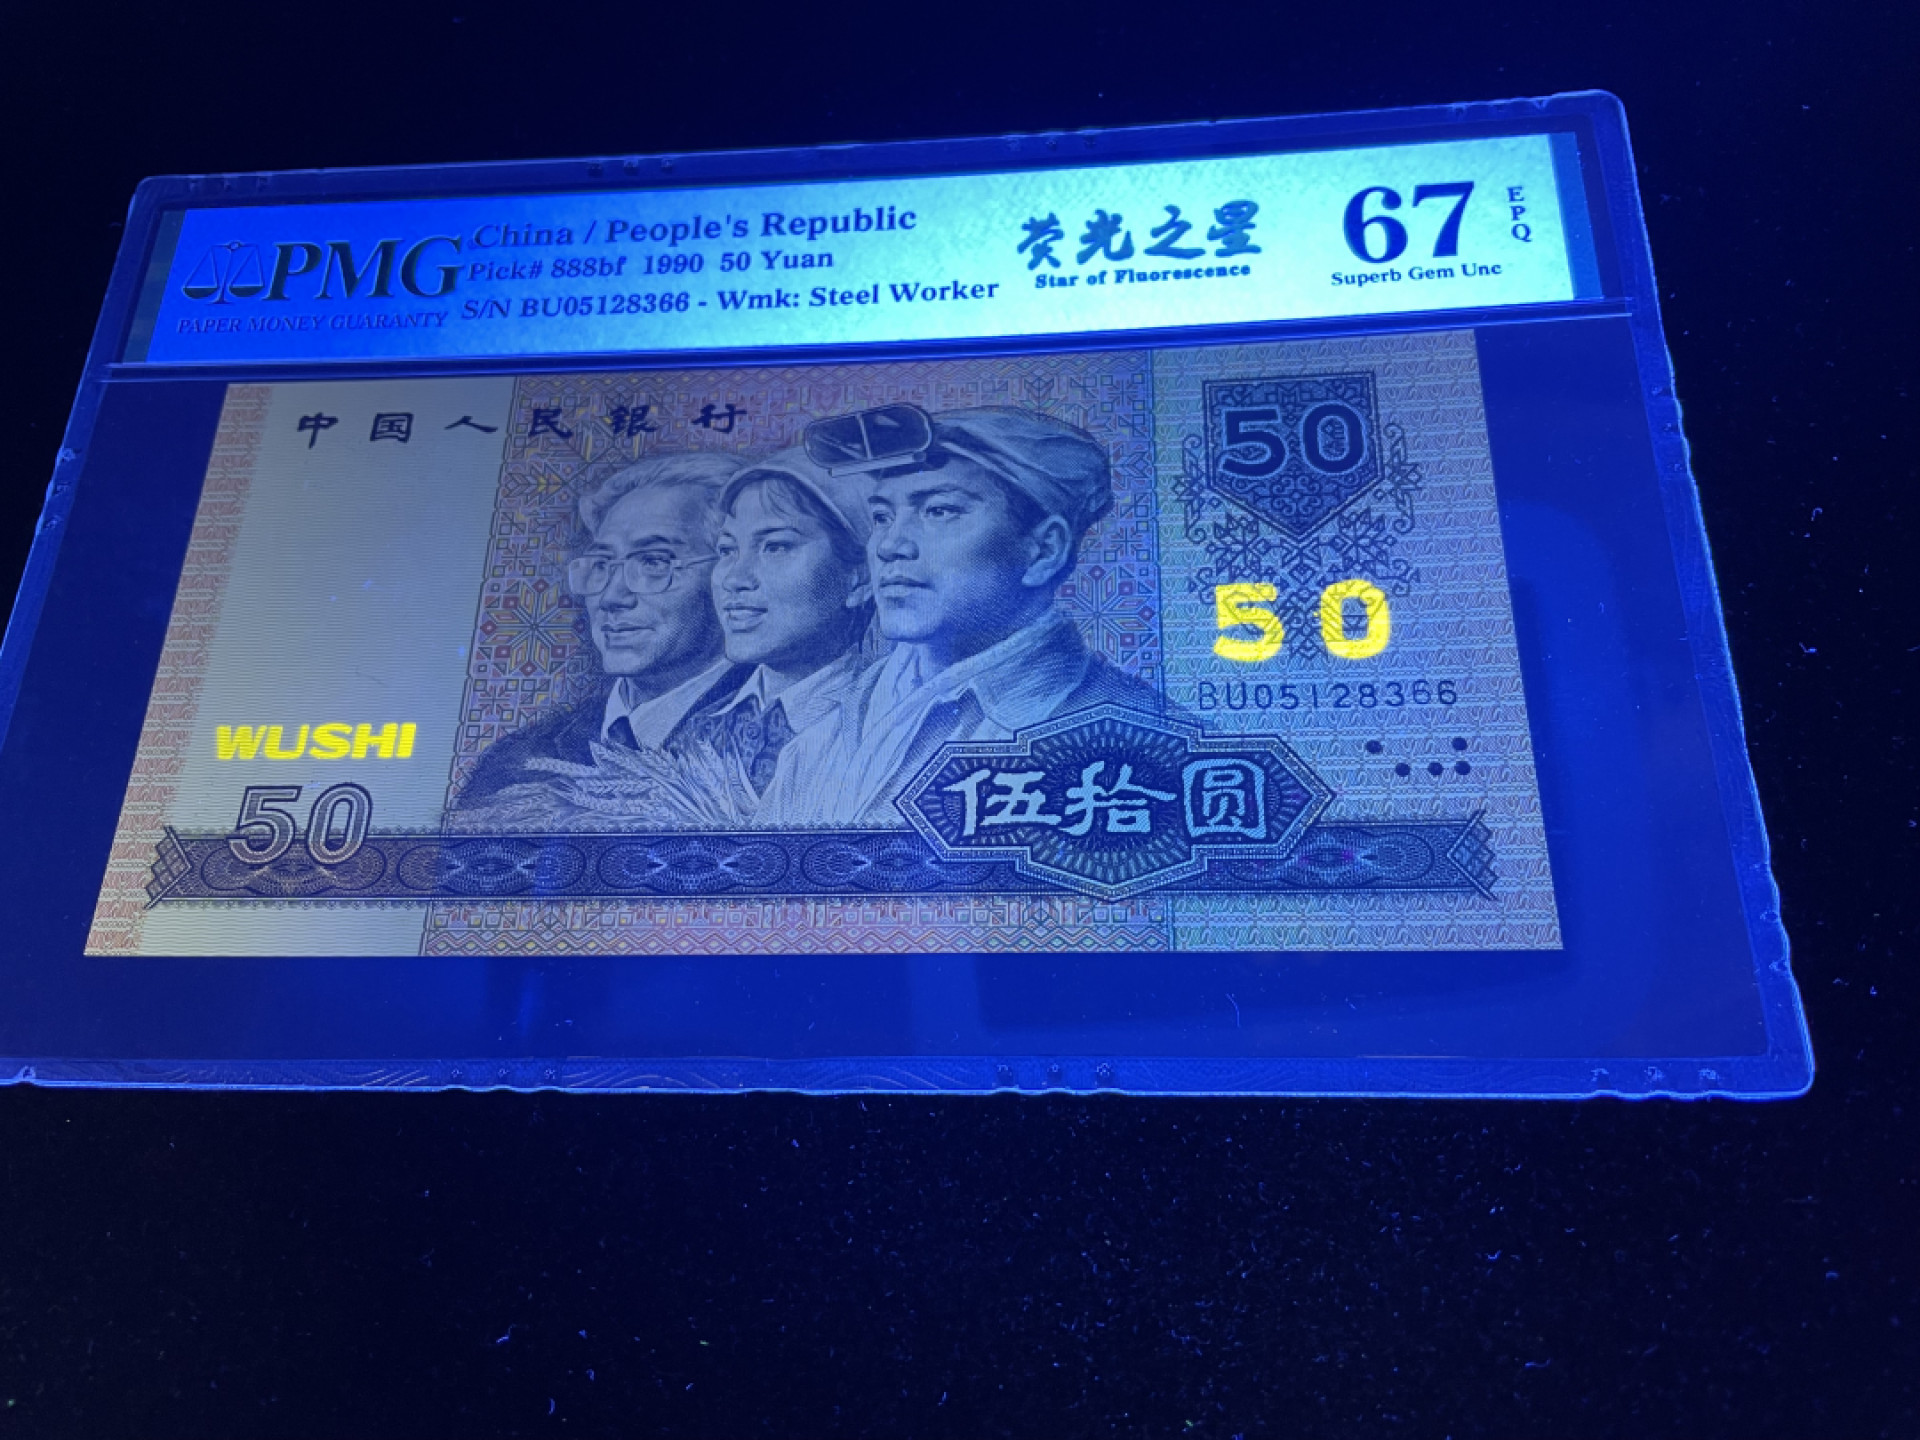 PMG
PAPER MONEY GUARANTY
China / People's Republic
Pick# 888bf 1990 50 Yuan
S/N BU05128366 - Wmk: Steel Worker
荧光之星
Star of Fluorescence
67
EPQ
Superb Gem Unc
中国人民银行
50
50
BU05128366
WUSHI
50
伍拾圆